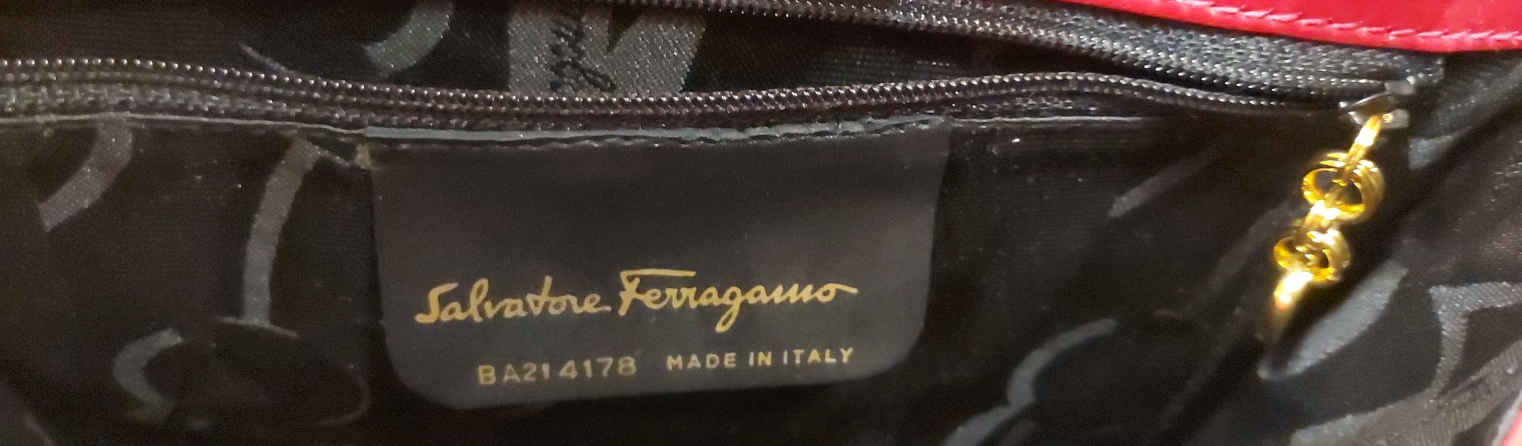 Salvatore Ferragamo
BA21 4178 MADE IN ITALY